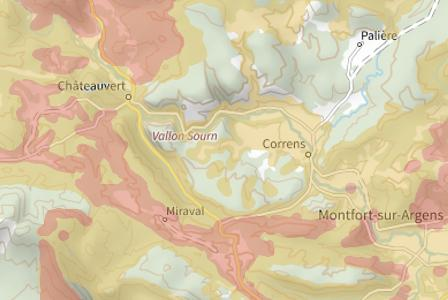 Palière
Châteauvert
Vallon Sourn
Correns
Miraval
Montfort-sur-Argens